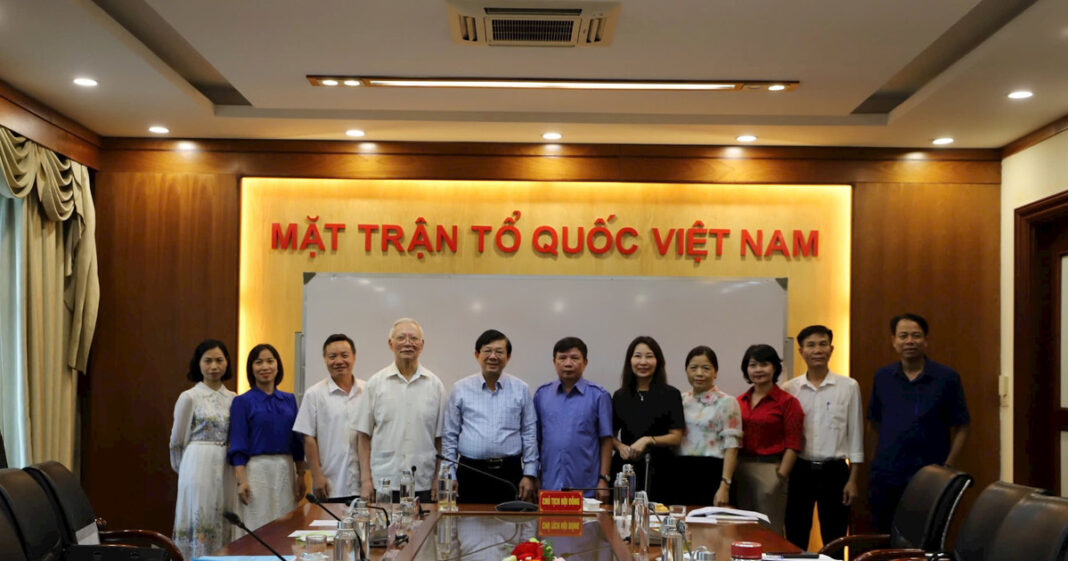 MẶT TRẬN TỔ QUỐC VIỆT NAM
CHỦ TỊCH HỘI ĐỒNG